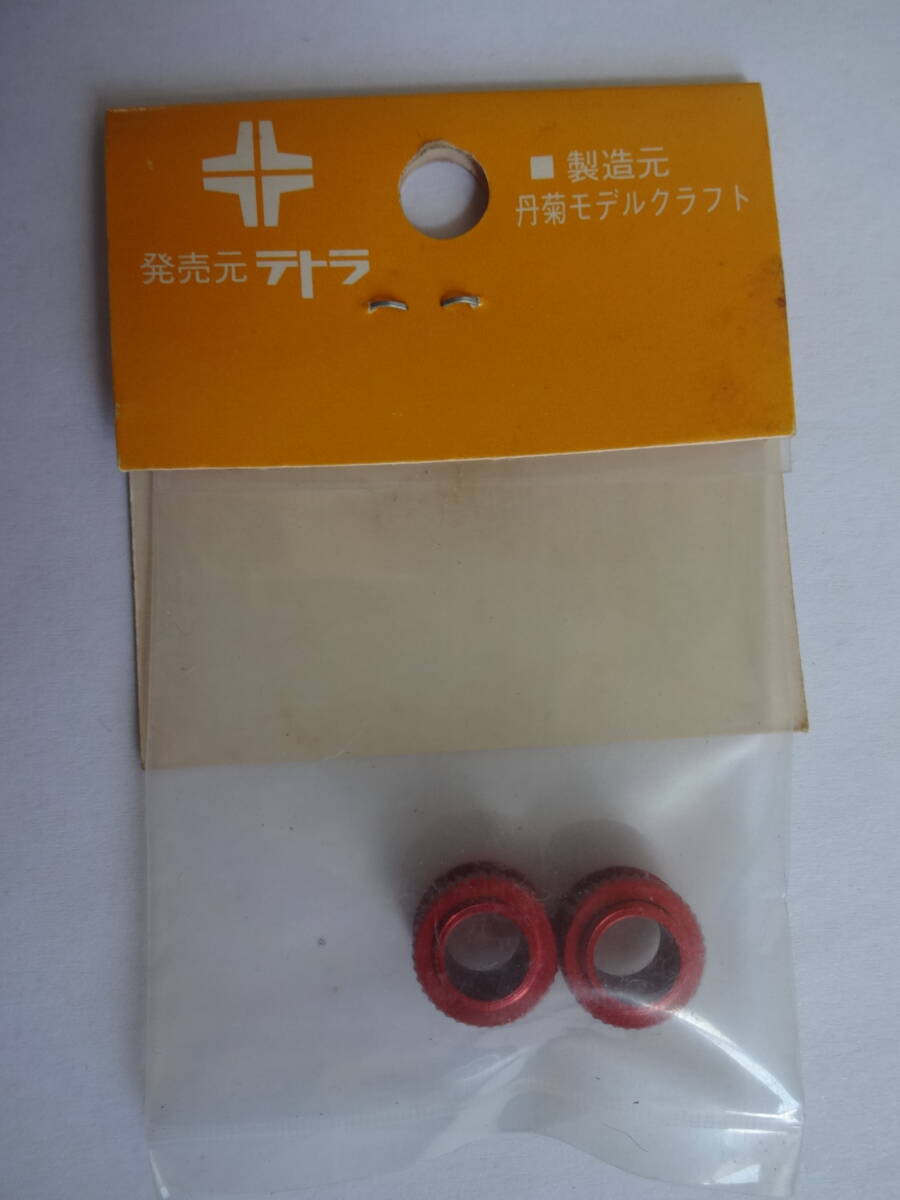 発売元 テトラ
■ 製造元
丹菊モデルクラフト